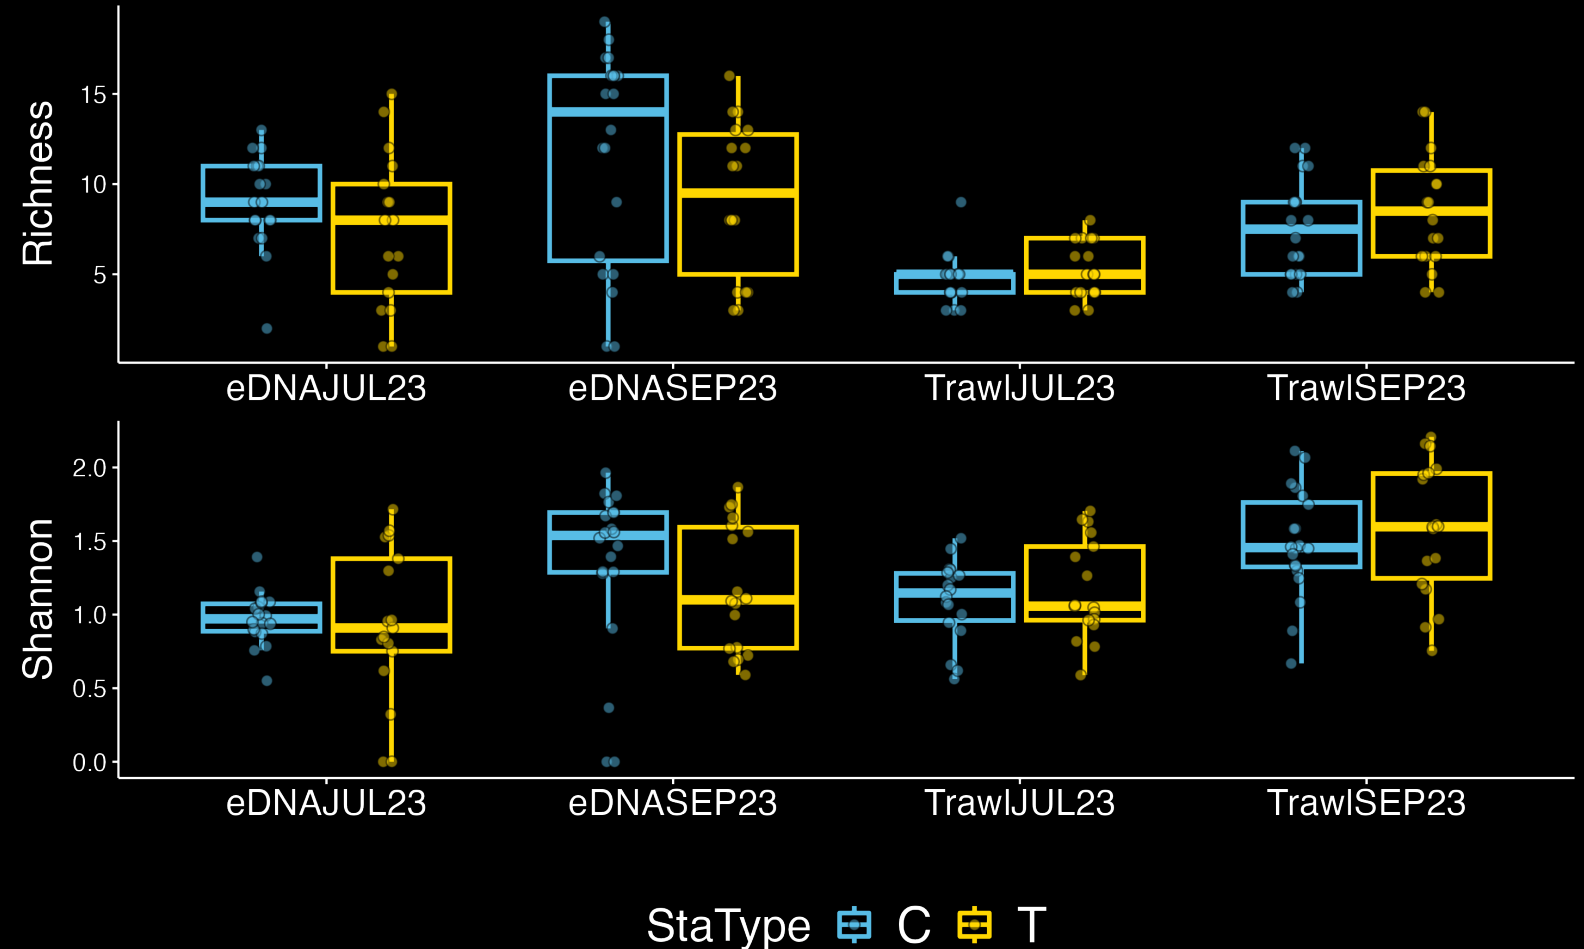 Richness
15
10
5
eDNAJUL23 eDNASEP23 TrawlJUL23 TrawlSEP23
Shannon
2.0
1.5
1.0
0.5
0.0
eDNAJUL23 eDNASEP23 TrawlJUL23 TrawlSEP23
StaType C T